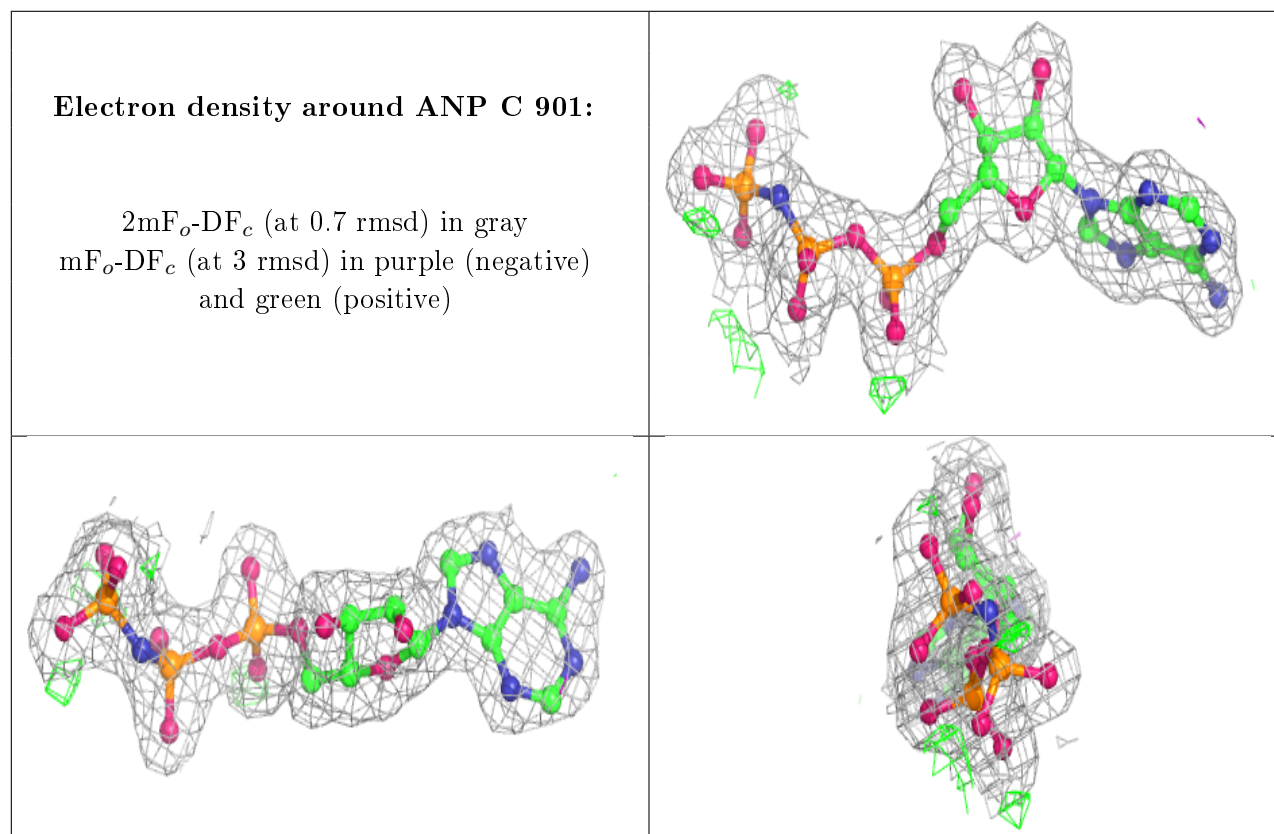 Electron density around ANP C 901:
2mFₒ-DF𝒸 (at 0.7 rmsd) in gray
mFₒ-DF𝒸 (at 3 rmsd) in purple (negative)
and green (positive)